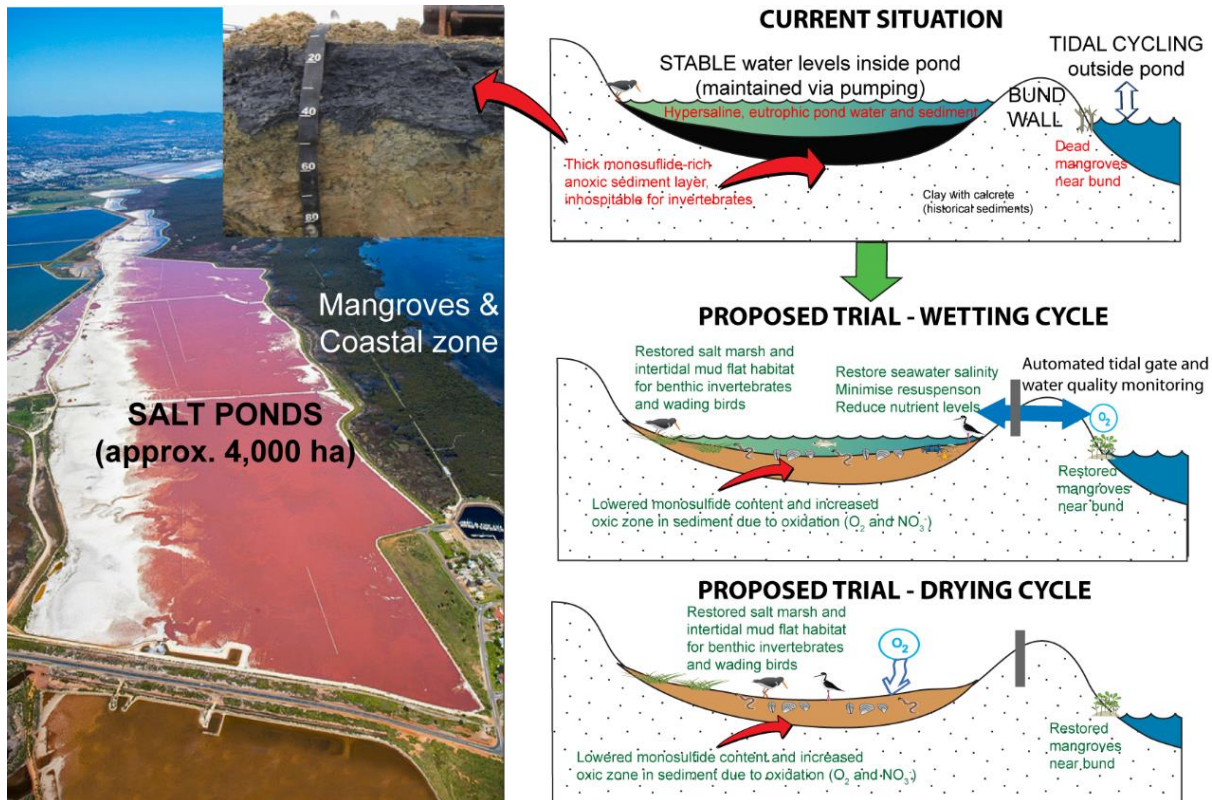 20
40
60
80
Mangroves &
Coastal zone
SALT PONDS
(approx. 4,000 ha)
CURRENT SITUATION
STABLE water levels inside pond
(maintained via pumping)
Hypersaline, eutrophic pond water and sediment
TIDAL CYCLING
outside pond
BUND
WALL
Dead
mangroves
near bund
Thick monosuflide-rich
anoxic sediment layer,
inhospitable for invertebrates
Clay with calcrete
(historical sediments)
PROPOSED TRIAL - WETTING CYCLE
Restored salt marsh and
intertidal mud flat habitat
for benthic invertebrates
and wading birds
Restore seawater salinity
Minimise resuspenson
Reduce nutrient levels
Automated tidal gate and
water quality monitoring
O₂
Restored
mangroves
near bund
Lowered monosulfide content and increased
oxic zone in sediment due to oxidation (O₂ and NO₃⁻)
PROPOSED TRIAL - DRYING CYCLE
Restored salt marsh and
intertidal mud flat habitat
for benthic invertebrates
and wading birds
O₂
Restored
mangroves
near bund
Lowered monosulfide content and increased
oxic zone in sediment due to oxidation (O₂ and NO₃⁻)